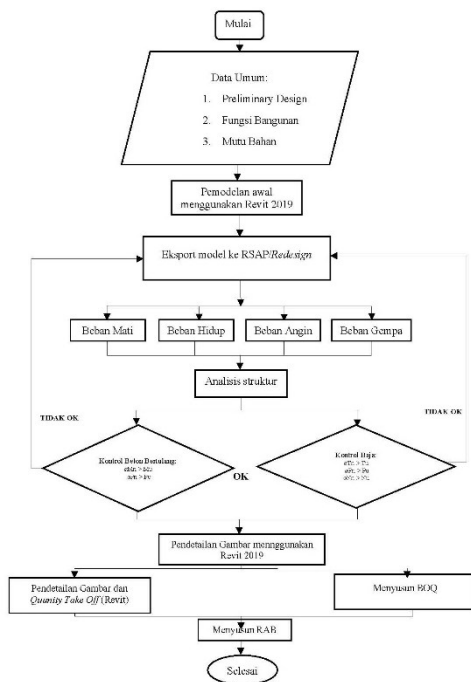 Mulai
Data Umum:
1. Preliminary Design
2. Fungsi Bangunan
3. Mutu Bahan
Pemodelan awal
menggunakan Revit 2019
Eksport model ke RSAP/Redesign
Beban Mati
Beban Hidup
Beban Angin
Beban Gempa
Analisis struktur
TIDAK OK
TIDAK OK
Kontrol Beton Bertulang:
OK
Kontrol Baja:
Pendetailan Gambar mennggunakan
Revit 2019
Pendetailan Gambar dan
Quantity Take Off (Revit)
Menyusun BOQ
Menyusun RAB
Selesai